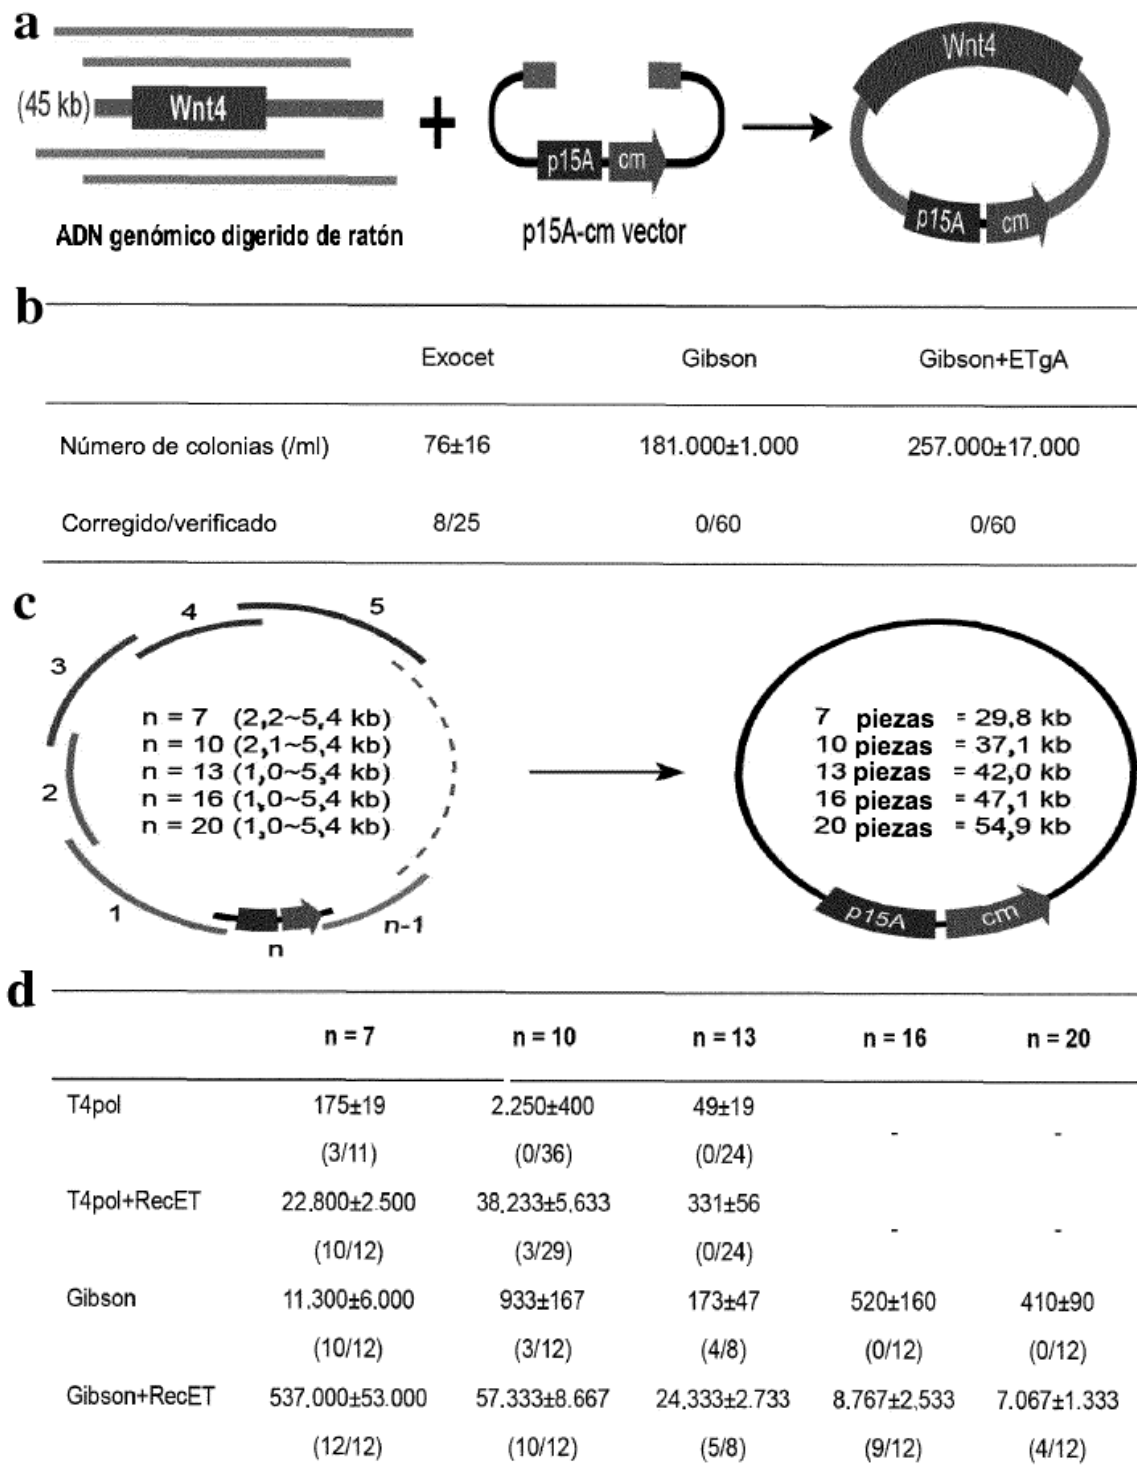 a
Wnt4
(45 kb) Wnt4
+
p15A cm
p15A cm
ADN genómico digerido de ratón
p15A-cm vector
b
Exocet Gibson Gibson+ETgA
Número de colonias (/ml) 76±16 181.000±1.000 257.000±17.000
Corregido/verificado 8/25 0/60 0/60
c
4 5
3
n = 7 (2,2~5,4 kb)
n = 10 (2,1~5,4 kb)
n = 13 (1,0~5,4 kb)
n = 16 (1,0~5,4 kb)
n = 20 (1,0~5,4 kb)
2
1
n
n-1
7 piezas = 29,8 kb
10 piezas = 37,1 kb
13 piezas = 42,0 kb
16 piezas = 47,1 kb
20 piezas = 54,9 kb
p15A cm
d
n = 7 n = 10 n = 13 n = 16 n = 20
T4pol 175±19 2.250±400 49±19 - -
(3/11) (0/36) (0/24)
T4pol+RecET 22.800±2.500 38,233±5,633 331±56 - -
(10/12) (3/29) (0/24)
Gibson 11.300±6.000 933±167 173±47 520±160 410±90
(10/12) (3/12) (4/8) (0/12) (0/12)
Gibson+RecET 537.000±53.000 57.333±8.667 24.333±2.733 8.767±2,533 7.067±1.333
(12/12) (10/12) (5/8) (9/12) (4/12)